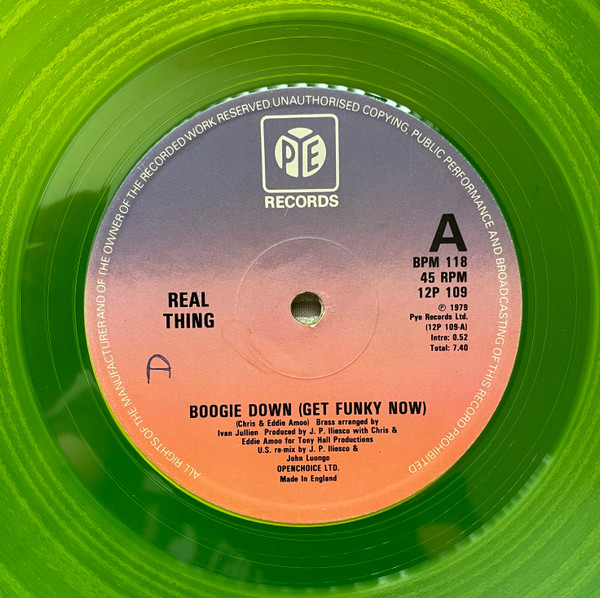 ALL RIGHTS OF THE MANUFACTURER AND OF THE OWNER OF THE RECORDED WORK RESERVED UNAUTHORISED COPYING, PUBLIC PERFORMANCE AND BROADCASTING OF THIS RECORD PROHIBITED
PYE
RECORDS
A
BPM 118
45 RPM
12P 109
℗ 1979
Pye Records Ltd.
(12P 109-A)
Intro: 0.52
Total: 7.40
REAL
THING
D
BOOGIE DOWN (GET FUNKY NOW)
(Chris & Eddie Amoo) Brass arranged by
Ivan Jullien Produced by J. P. Iliesco with Chris &
Eddie Amoo for Tony Hall Productions
U.S. re-mix by J. P. Iliesco &
John Luongo
OPENCHOICE LTD.
Made in England